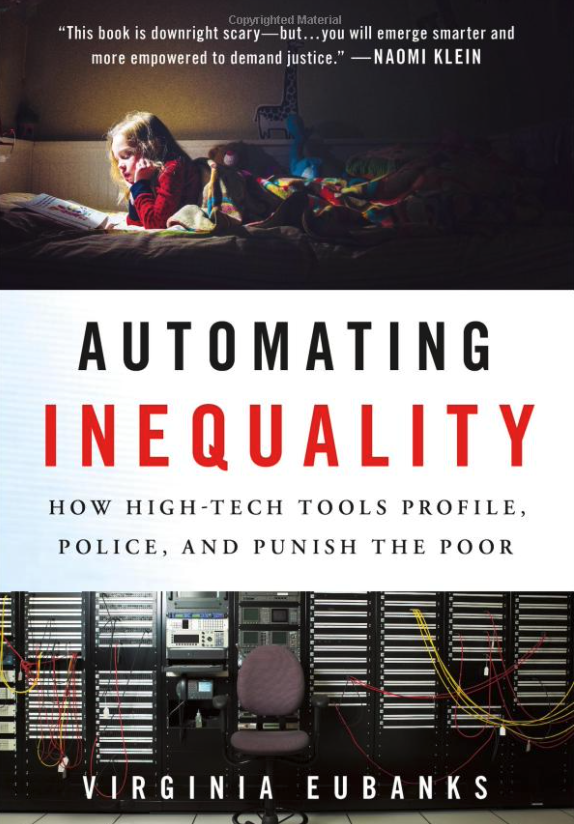 Copyrighted Material
“This book is downright scary—but...you will emerge smarter and
more empowered to demand justice.” —NAOMI KLEIN
AUTOMATING
INEQUALITY
HOW HIGH-TECH TOOLS PROFILE,
POLICE, AND PUNISH THE POOR
VIRGINIA EUBANKS